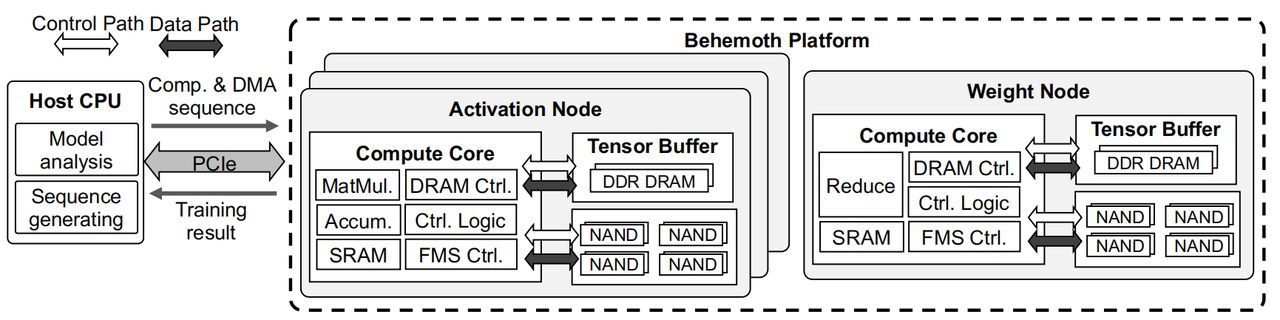 Control Path Data Path
Host CPU
Model
analysis
Sequence
generating
Comp. & DMA
sequence
PCIe
Training
result
Behemoth Platform
Activation Node
Compute Core
MatMul.
DRAM Ctrl.
Accum.
Ctrl. Logic
SRAM
FMS Ctrl.
Tensor Buffer
DDR DRAM
NAND
NAND
NAND
NAND
Weight Node
Compute Core
Reduce
DRAM Ctrl.
Ctrl. Logic
SRAM
FMS Ctrl.
Tensor Buffer
DDR DRAM
NAND
NAND
NAND
NAND